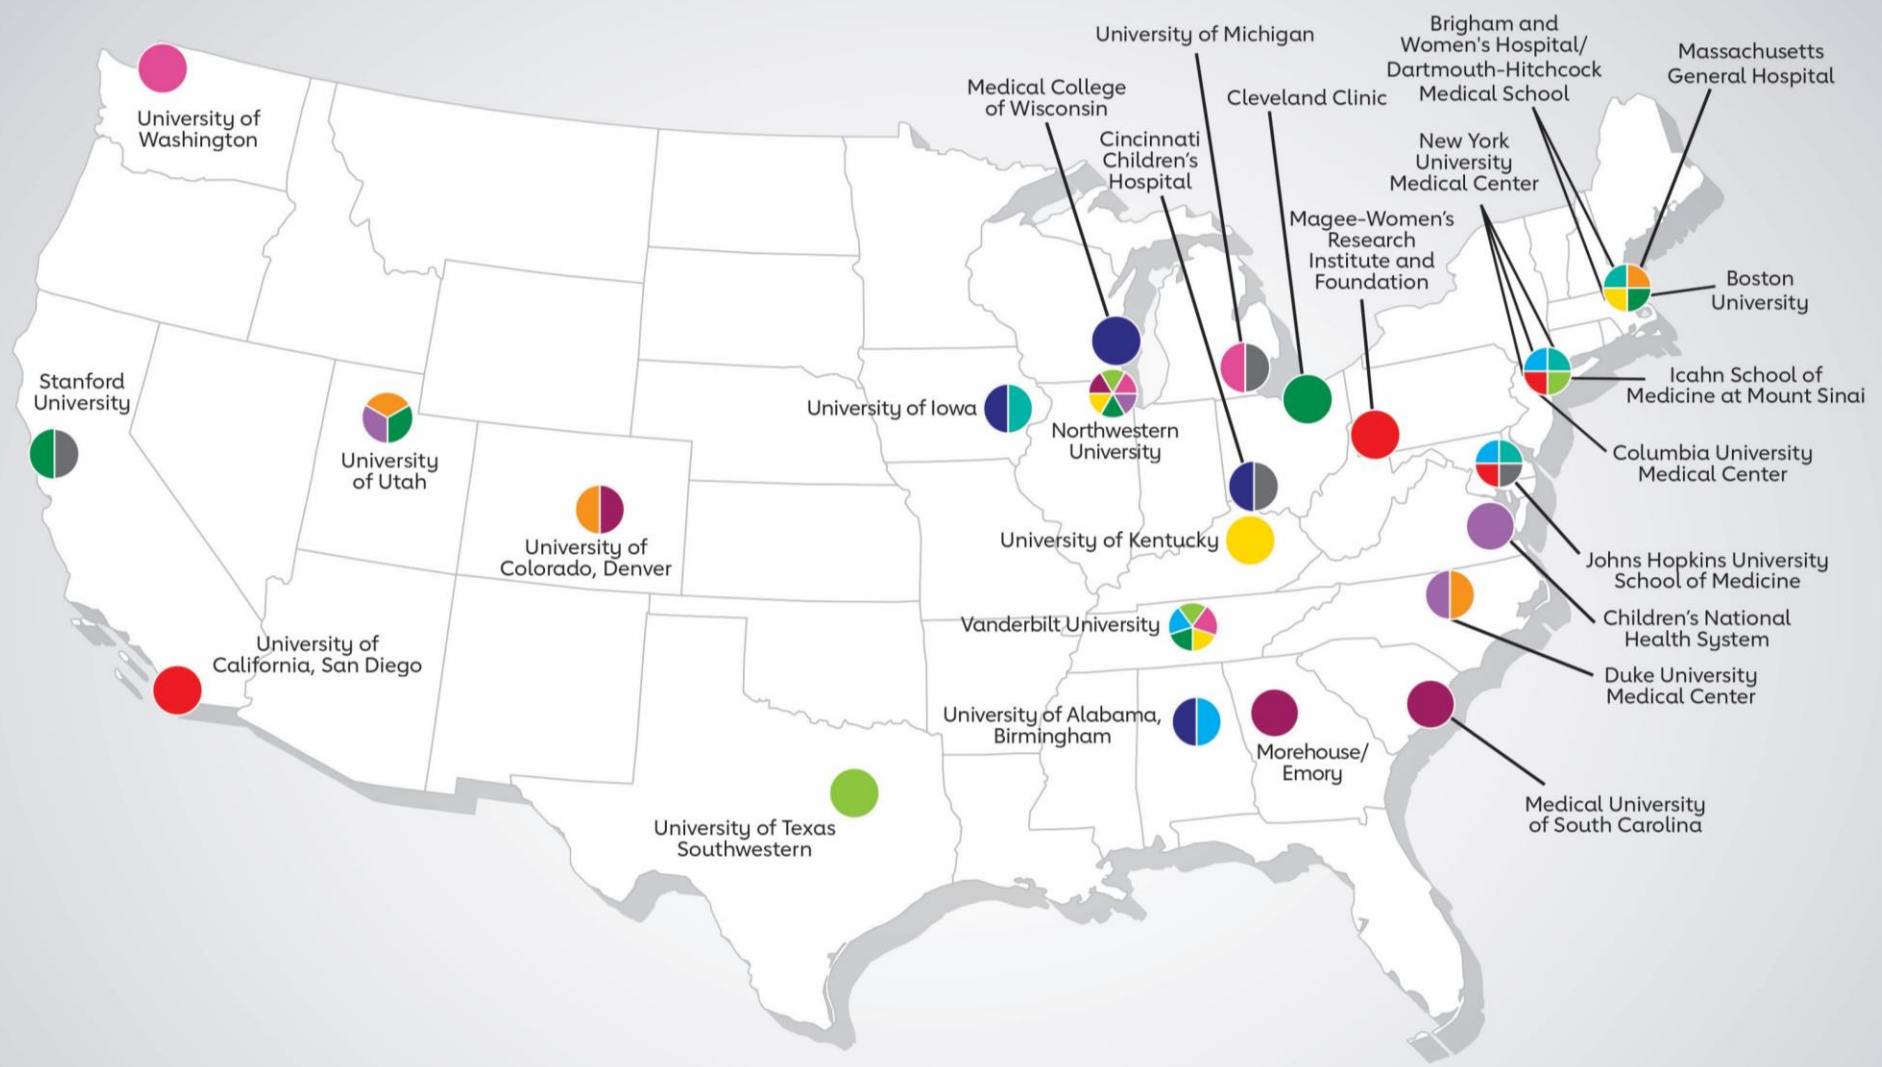 University of Michigan
Brigham and
Women's Hospital/
Dartmouth-Hitchcock
Medical School
Massachusetts
General Hospital
Medical College
of Wisconsin
Cleveland Clinic
Cincinnati
Children's
Hospital
New York
University
Medical Center
University of
Washington
Magee-Women's
Research
Institute and
Foundation
Boston
University
Stanford
University
University of Iowa
Northwestern
University
Icahn School of
Medicine at Mount Sinai
University
of Utah
Columbia University
Medical Center
University of
Colorado, Denver
University of Kentucky
Johns Hopkins University
School of Medicine
Vanderbilt University
Children's National
Health System
University of
California, San Diego
Duke University
Medical Center
University of Alabama,
Birmingham
Morehouse/
Emory
University of Texas
Southwestern
Medical University
of South Carolina